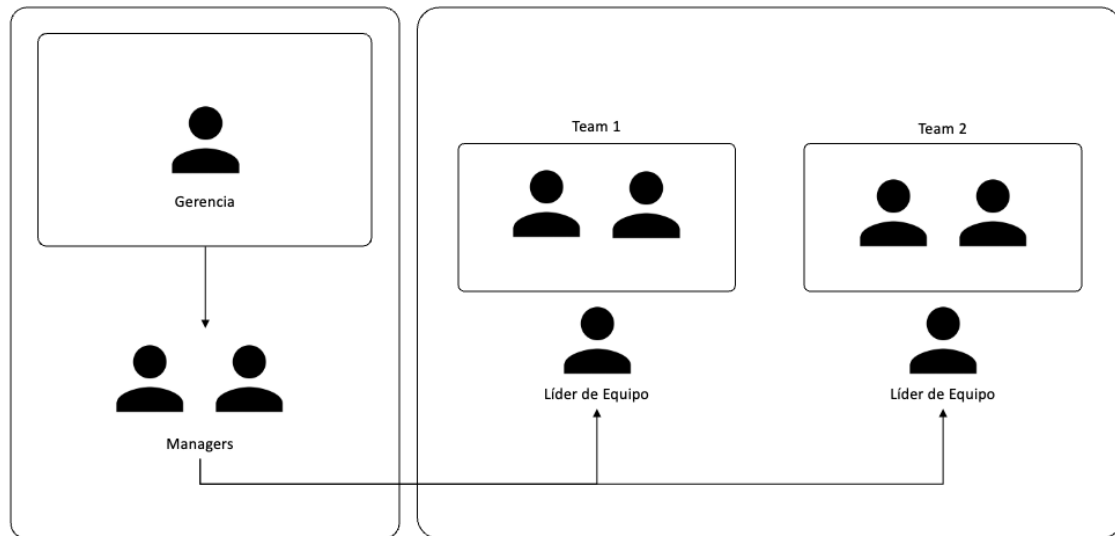 Gerencia
Managers
Team 1
Team 2
Líder de Equipo
Líder de Equipo